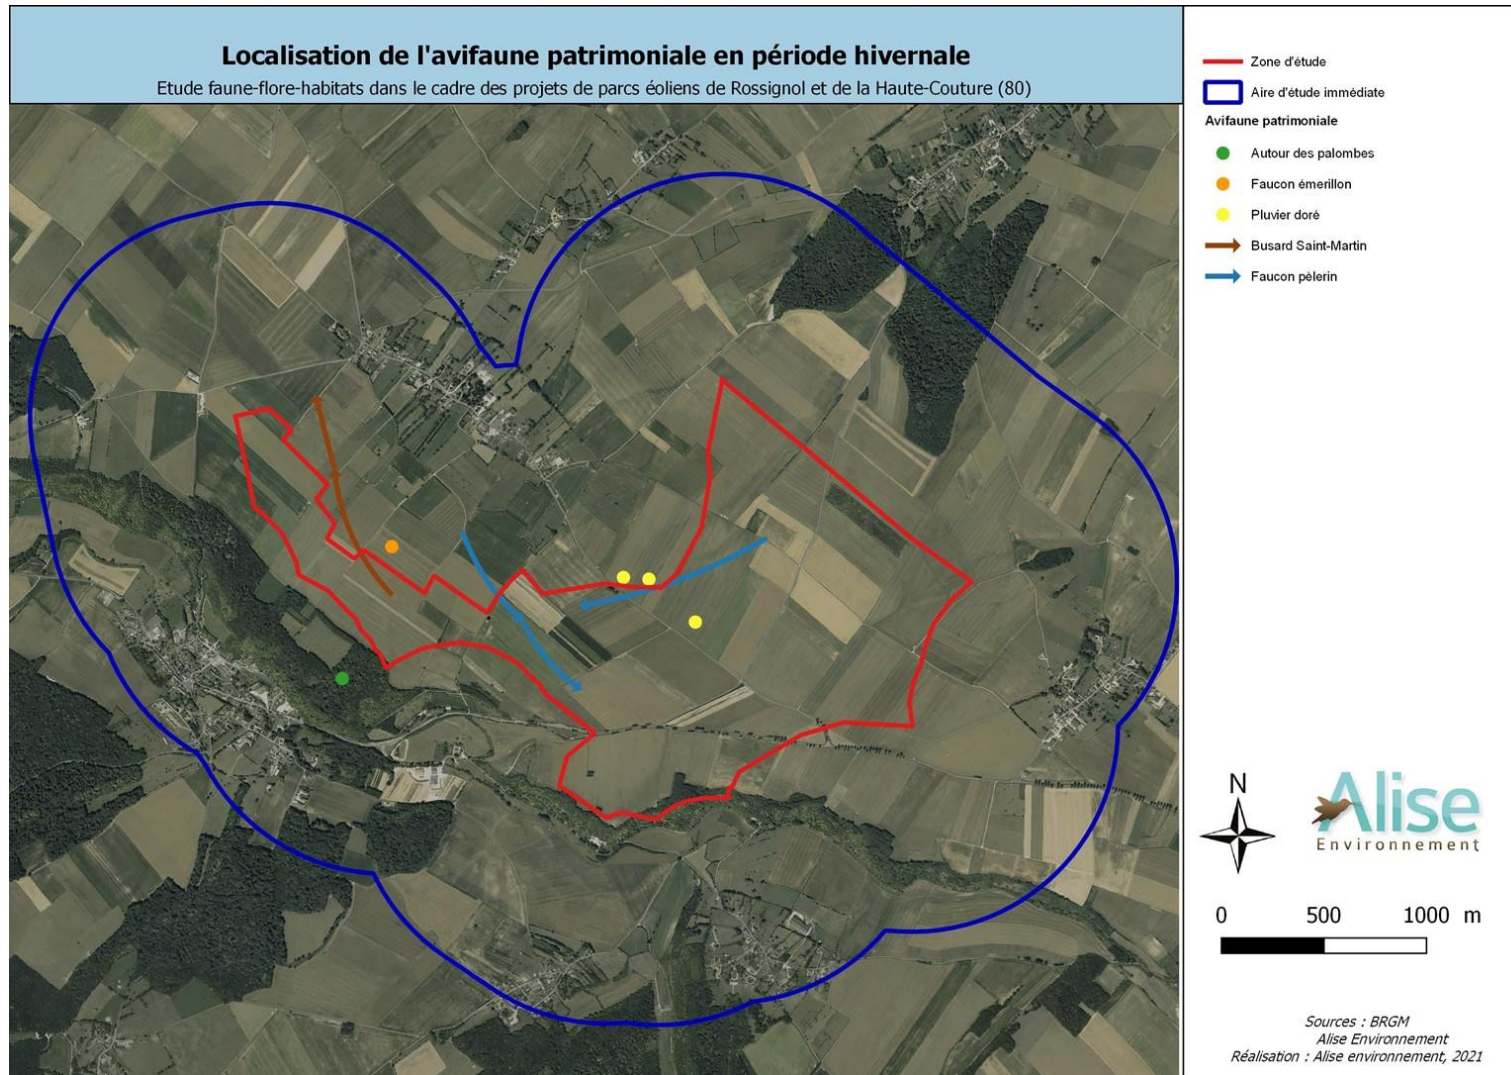 Localisation de l'avifaune patrimoniale en période hivernale
Etude faune-flore-habitats dans le cadre des projets de parcs éoliens de Rossignol et de la Haute-Couture (80)
Zone d'étude
Aire d'étude immédiate
Avifaune patrimoniale
Autour des palombes
Faucon émerillon
Pluvier doré
Busard Saint-Martin
Faucon pèlerin
N
Alise
Environnement
0 500 1000 m
Sources : BRGM
Alise Environnement
Réalisation : Alise environnement, 2021